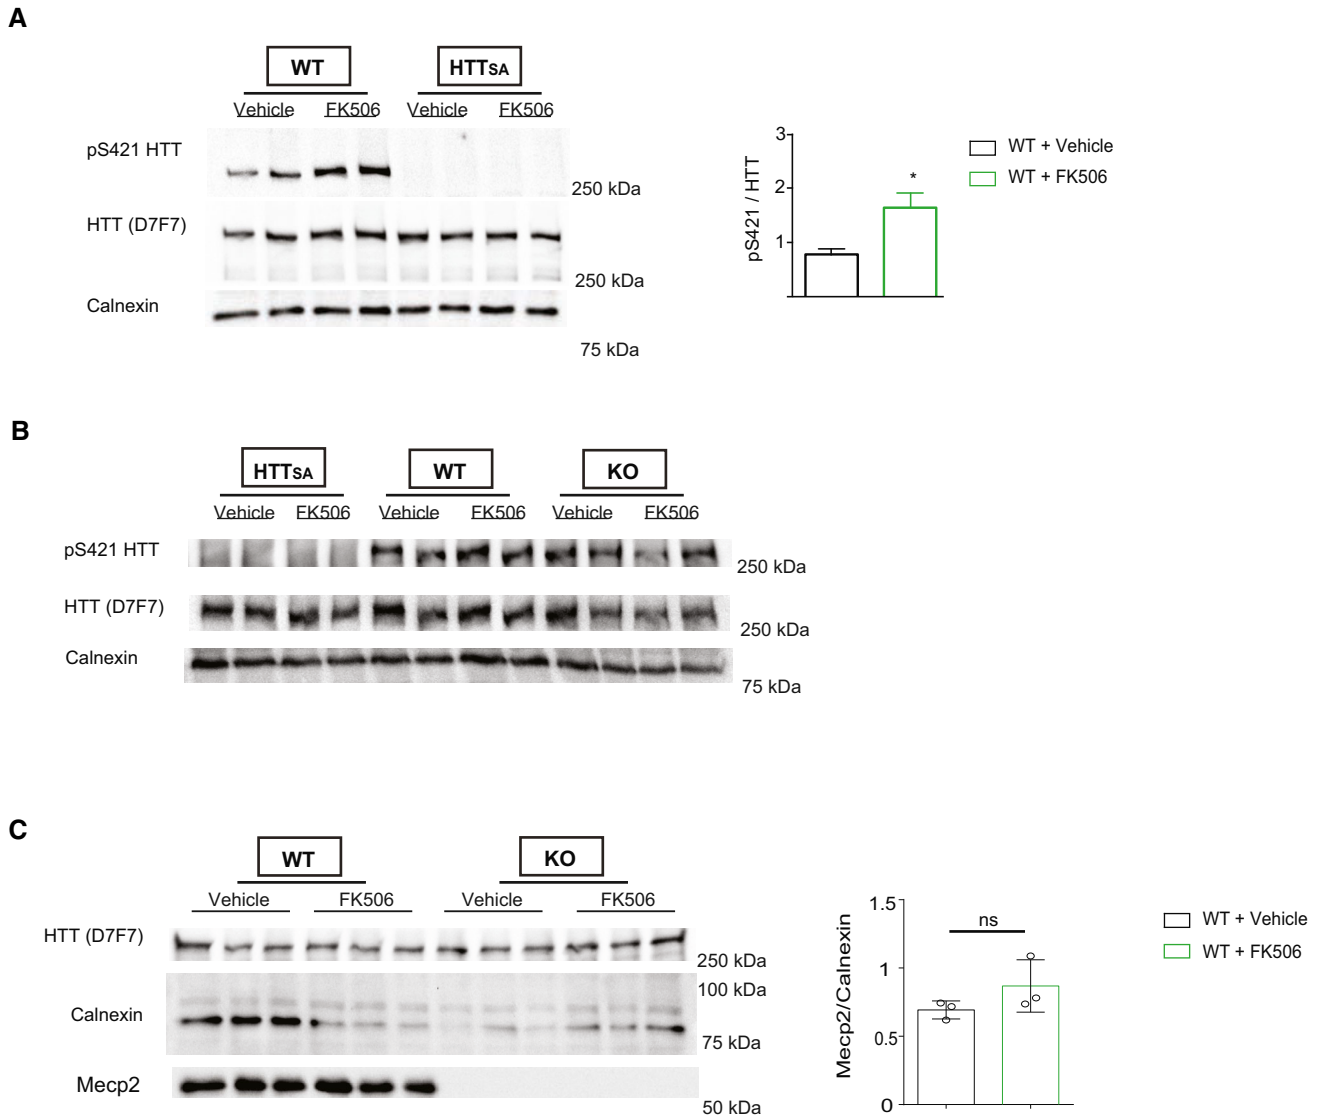 A
WT HTTSA
Vehicle FK506 Vehicle FK506
pS421 HTT
250 kDa
HTT (D7F7)
250 kDa
Calnexin
75 kDa
pS421 / HTT
3
2
1
*
WT + Vehicle
WT + FK506
B
HTTSA WT KO
Vehicle FK506 Vehicle FK506 Vehicle FK506
pS421 HTT
250 kDa
HTT (D7F7)
250 kDa
Calnexin
75 kDa
C
WT KO
Vehicle FK506 Vehicle FK506
HTT (D7F7)
250 kDa
100 kDa
Calnexin
75 kDa
Mecp2
50 kDa
Mecp2/Calnexin
1.5
1
0.5
0
ns
WT + Vehicle
WT + FK506